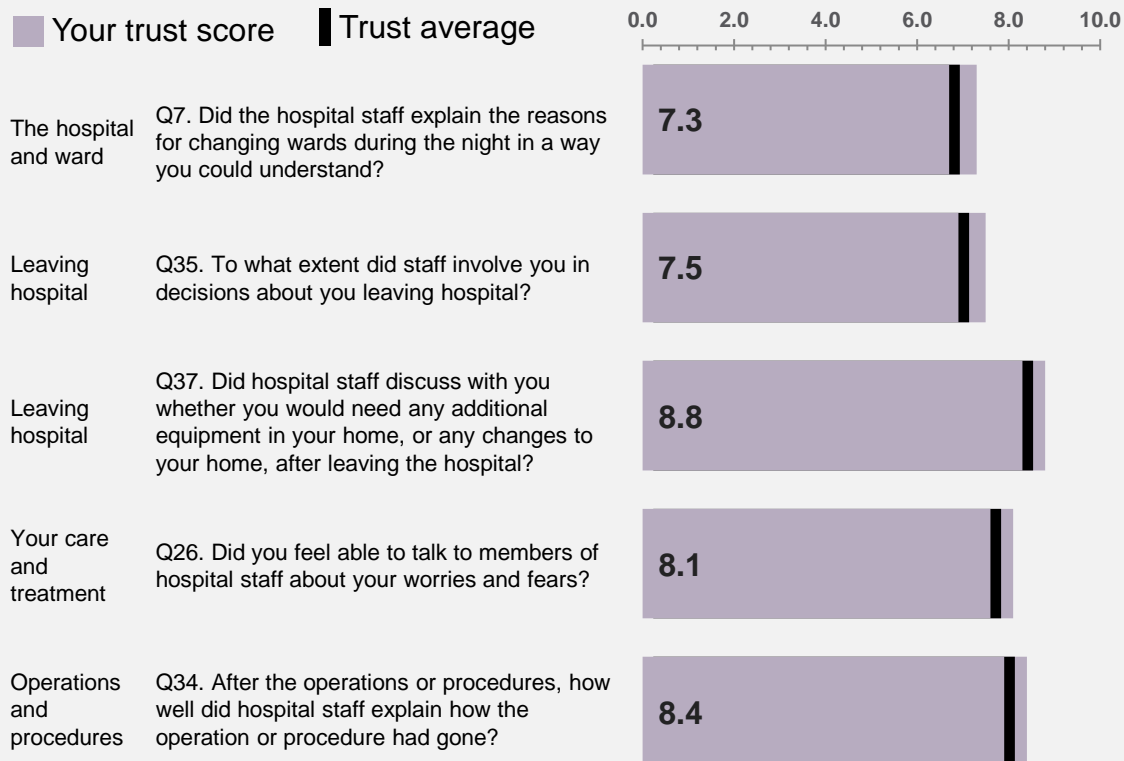 Your trust score Trust average
0.0 2.0 4.0 6.0 8.0 10.0
The hospital
and ward
Q7. Did the hospital staff explain the reasons
for changing wards during the night in a way
you could understand?
7.3
Leaving
hospital
Q35. To what extent did staff involve you in
decisions about you leaving hospital?
7.5
Leaving
hospital
Q37. Did hospital staff discuss with you
whether you would need any additional
equipment in your home, or any changes to
your home, after leaving the hospital?
8.8
Your care
and
treatment
Q26. Did you feel able to talk to members of
hospital staff about your worries and fears?
8.1
Operations
and
procedures
Q34. After the operations or procedures, how
well did hospital staff explain how the
operation or procedure had gone?
8.4